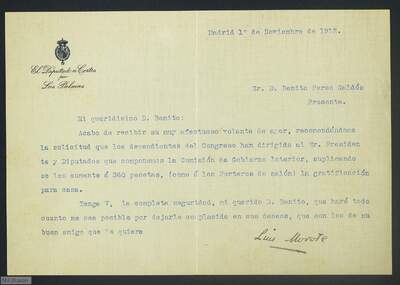 Madrid 1º de Noviembre de 1912.
El Diputado a Cortes
por
Las Palmas
Sr. D. Benito Perez Galdós
Presente.
Mi queridísimo D. Benito:
Acabo de recibir su muy afectuoso volante de ayer, recomendándome
la solicitud que los dependientes del Congreso han dirigido al Sr. Presiden
te y Diputados que componemos la Comisión de Gobierno Interior, suplicando
se les aumente á 360 pesetas, (como á los Porteros de salón) la gratificación
para casa.
Tenga V. la completa seguridad, mi querido D. Benito, que haré todo
cuanto me sea posible por dejarle complacido en sus deseos, que son los de su
buen amigo que le quiere
Luis Morote